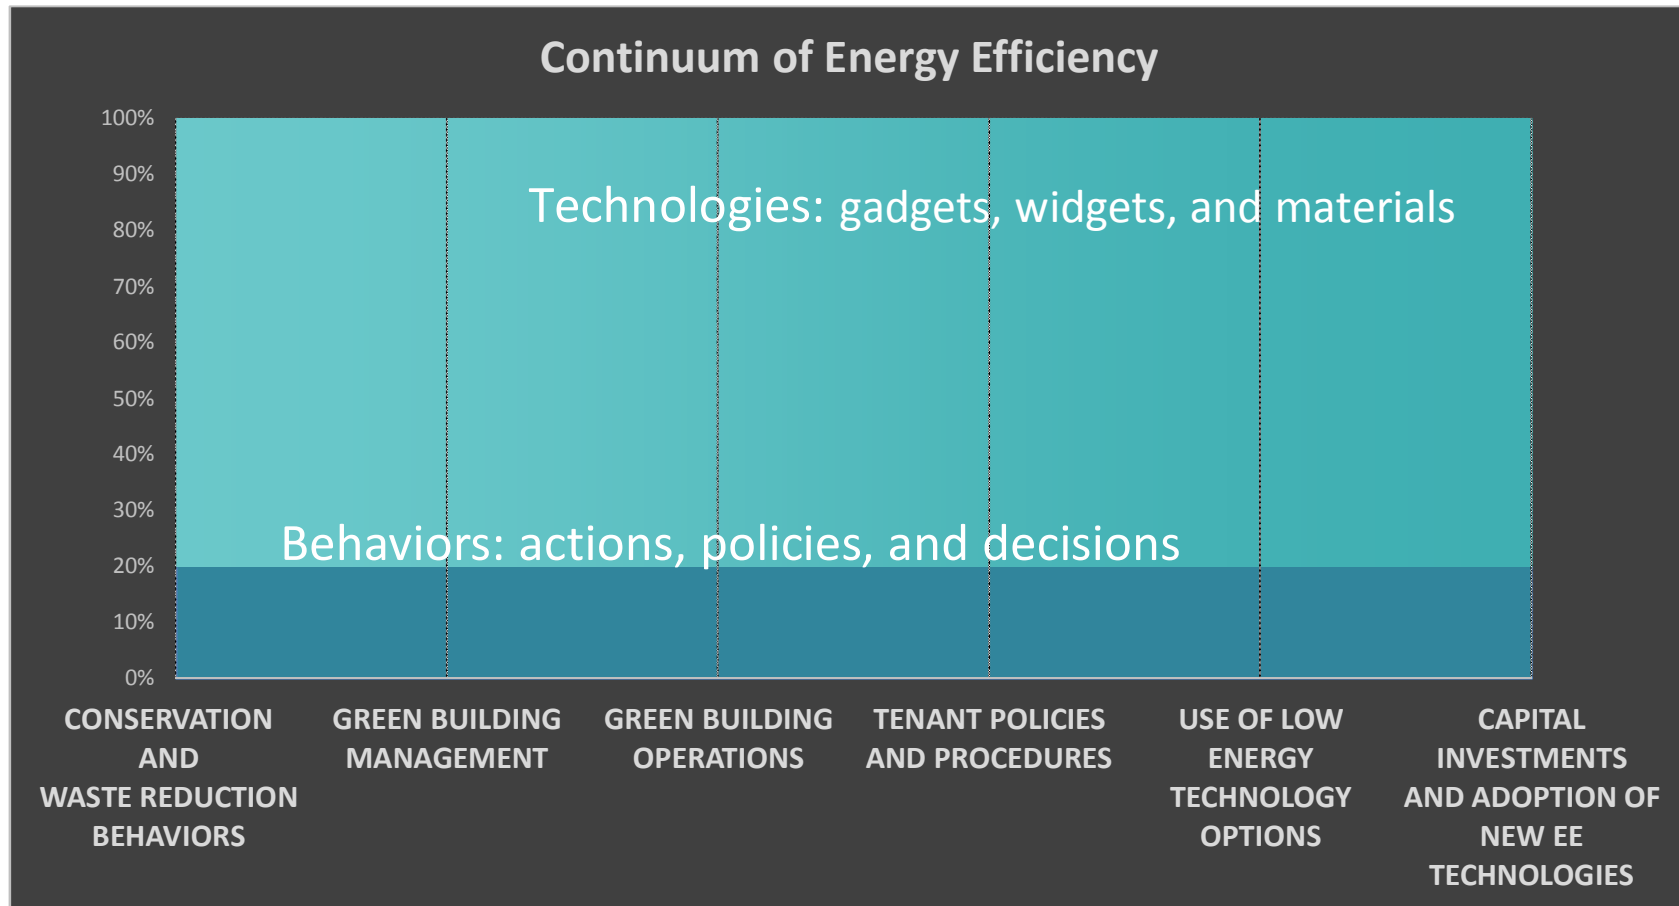 Continuum of Energy Efficiency
100%
90%
80%
70%
60%
50%
40%
30%
20%
10%
0%
Technologies: gadgets, widgets, and materials
Behaviors: actions, policies, and decisions
CONSERVATION
AND
WASTE REDUCTION
BEHAVIORS
GREEN BUILDING
MANAGEMENT
GREEN BUILDING
OPERATIONS
TENANT POLICIES
AND PROCEDURES
USE OF LOW
ENERGY
TECHNOLOGY
OPTIONS
CAPITAL
INVESTMENTS
AND ADOPTION OF
NEW EE
TECHNOLOGIES